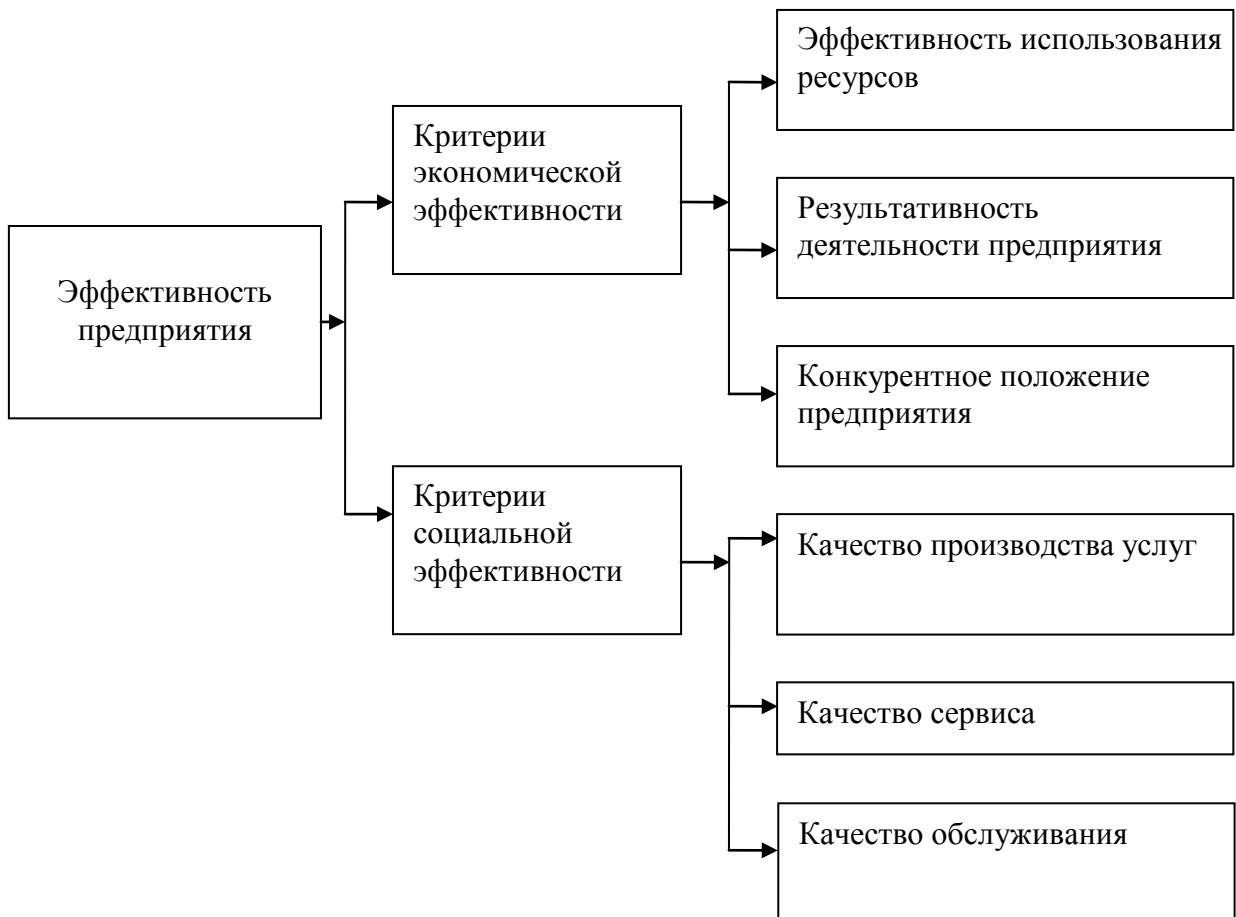 Эффективность
предприятия
Критерии
экономической
эффективности
Эффективность использования
ресурсов
Результативность
деятельности предприятия
Конкурентное положение
предприятия
Критерии
социальной
эффективности
Качество производства услуг
Качество сервиса
Качество обслуживания